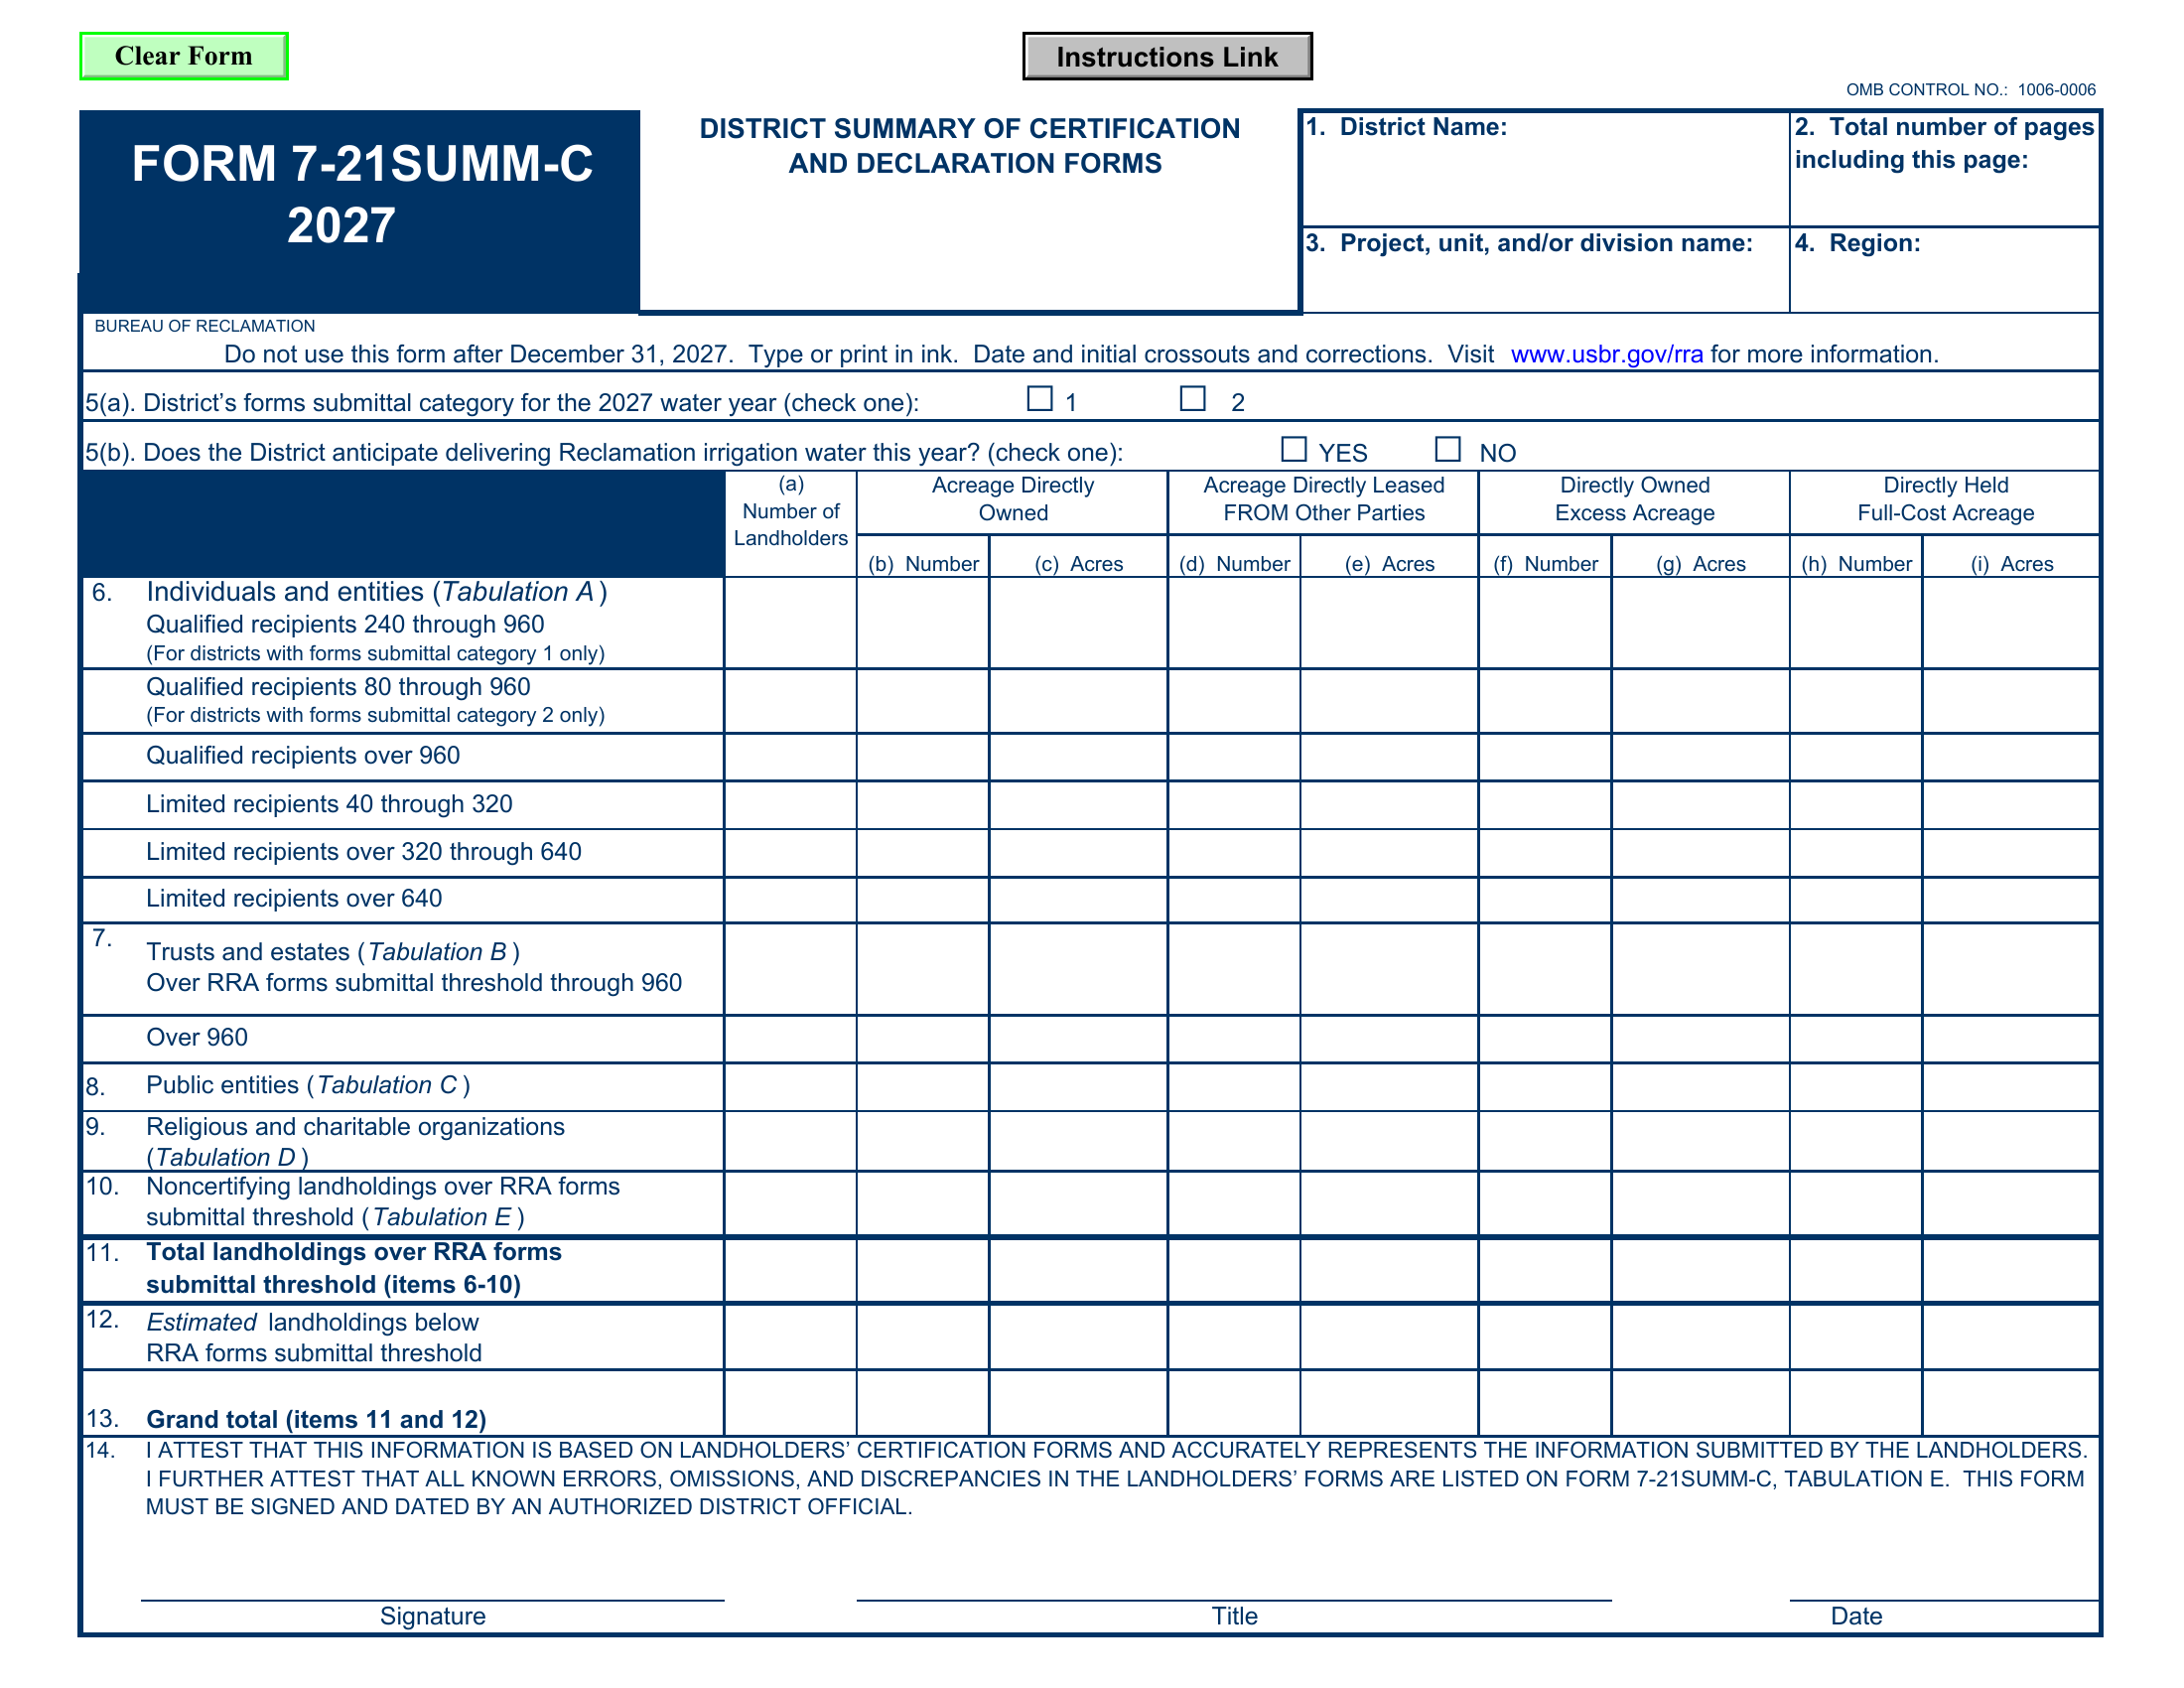 Clear Form
Instructions Link
OMB CONTROL NO.: 1006-0006
FORM 7-21SUMM-C
2027
DISTRICT SUMMARY OF CERTIFICATION
AND DECLARATION FORMS
1. District Name:
2. Total number of pages
including this page:
3. Project, unit, and/or division name:
4. Region:
BUREAU OF RECLAMATION
Do not use this form after December 31, 2027. Type or print in ink. Date and initial crossouts and corrections. Visit www.usbr.gov/rra for more information.
5(a). District’s forms submittal category for the 2027 water year (check one): ☐ 1 ☐ 2
5(b). Does the District anticipate delivering Reclamation irrigation water this year? (check one): ☐ YES ☐ NO
(a)
Number of
Landholders
Acreage Directly
Owned
Acreage Directly Leased
FROM Other Parties
Directly Owned
Excess Acreage
Directly Held
Full-Cost Acreage
(b) Number (c) Acres (d) Number (e) Acres (f) Number (g) Acres (h) Number (i) Acres
6. Individuals and entities (Tabulation A)
Qualified recipients 240 through 960
(For districts with forms submittal category 1 only)
Qualified recipients 80 through 960
(For districts with forms submittal category 2 only)
Qualified recipients over 960
Limited recipients 40 through 320
Limited recipients over 320 through 640
Limited recipients over 640
7. Trusts and estates (Tabulation B)
Over RRA forms submittal threshold through 960
Over 960
8. Public entities (Tabulation C)
9. Religious and charitable organizations
(Tabulation D)
10. Noncertifying landholdings over RRA forms
submittal threshold (Tabulation E)
11. Total landholdings over RRA forms
submittal threshold (items 6-10)
12. Estimated landholdings below
RRA forms submittal threshold
13. Grand total (items 11 and 12)
14. I ATTEST THAT THIS INFORMATION IS BASED ON LANDHOLDERS’ CERTIFICATION FORMS AND ACCURATELY REPRESENTS THE INFORMATION SUBMITTED BY THE LANDHOLDERS.
I FURTHER ATTEST THAT ALL KNOWN ERRORS, OMISSIONS, AND DISCREPANCIES IN THE LANDHOLDERS’ FORMS ARE LISTED ON FORM 7-21SUMM-C, TABULATION E. THIS FORM
MUST BE SIGNED AND DATED BY AN AUTHORIZED DISTRICT OFFICIAL.
Signature
Title
Date